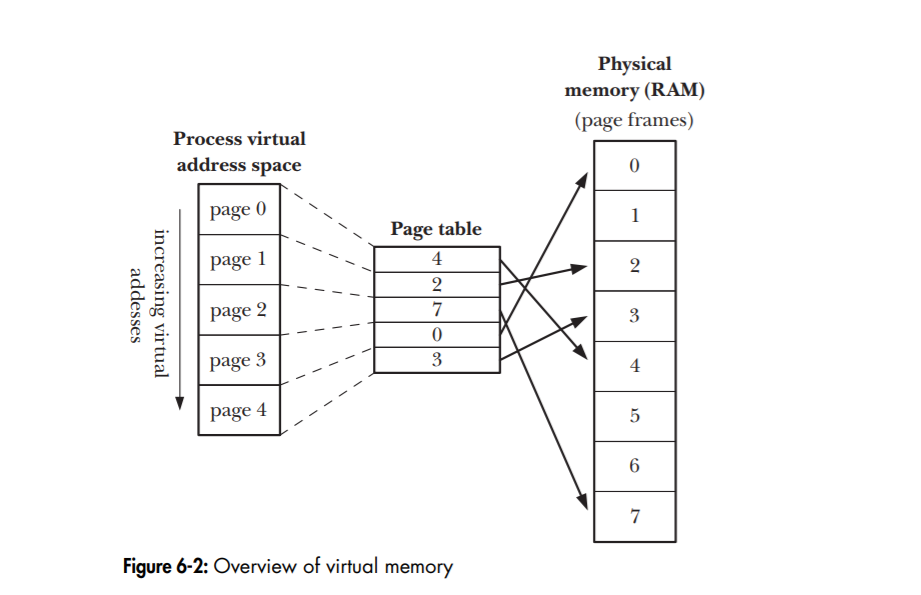 Physical
memory (RAM)
(page frames)
Process virtual
address space
increasing virtual
addesses
page 0
page 1
page 2
page 3
page 4
Page table
4
2
7
0
3
0
1
2
3
4
5
6
7
Figure 6-2: Overview of virtual memory